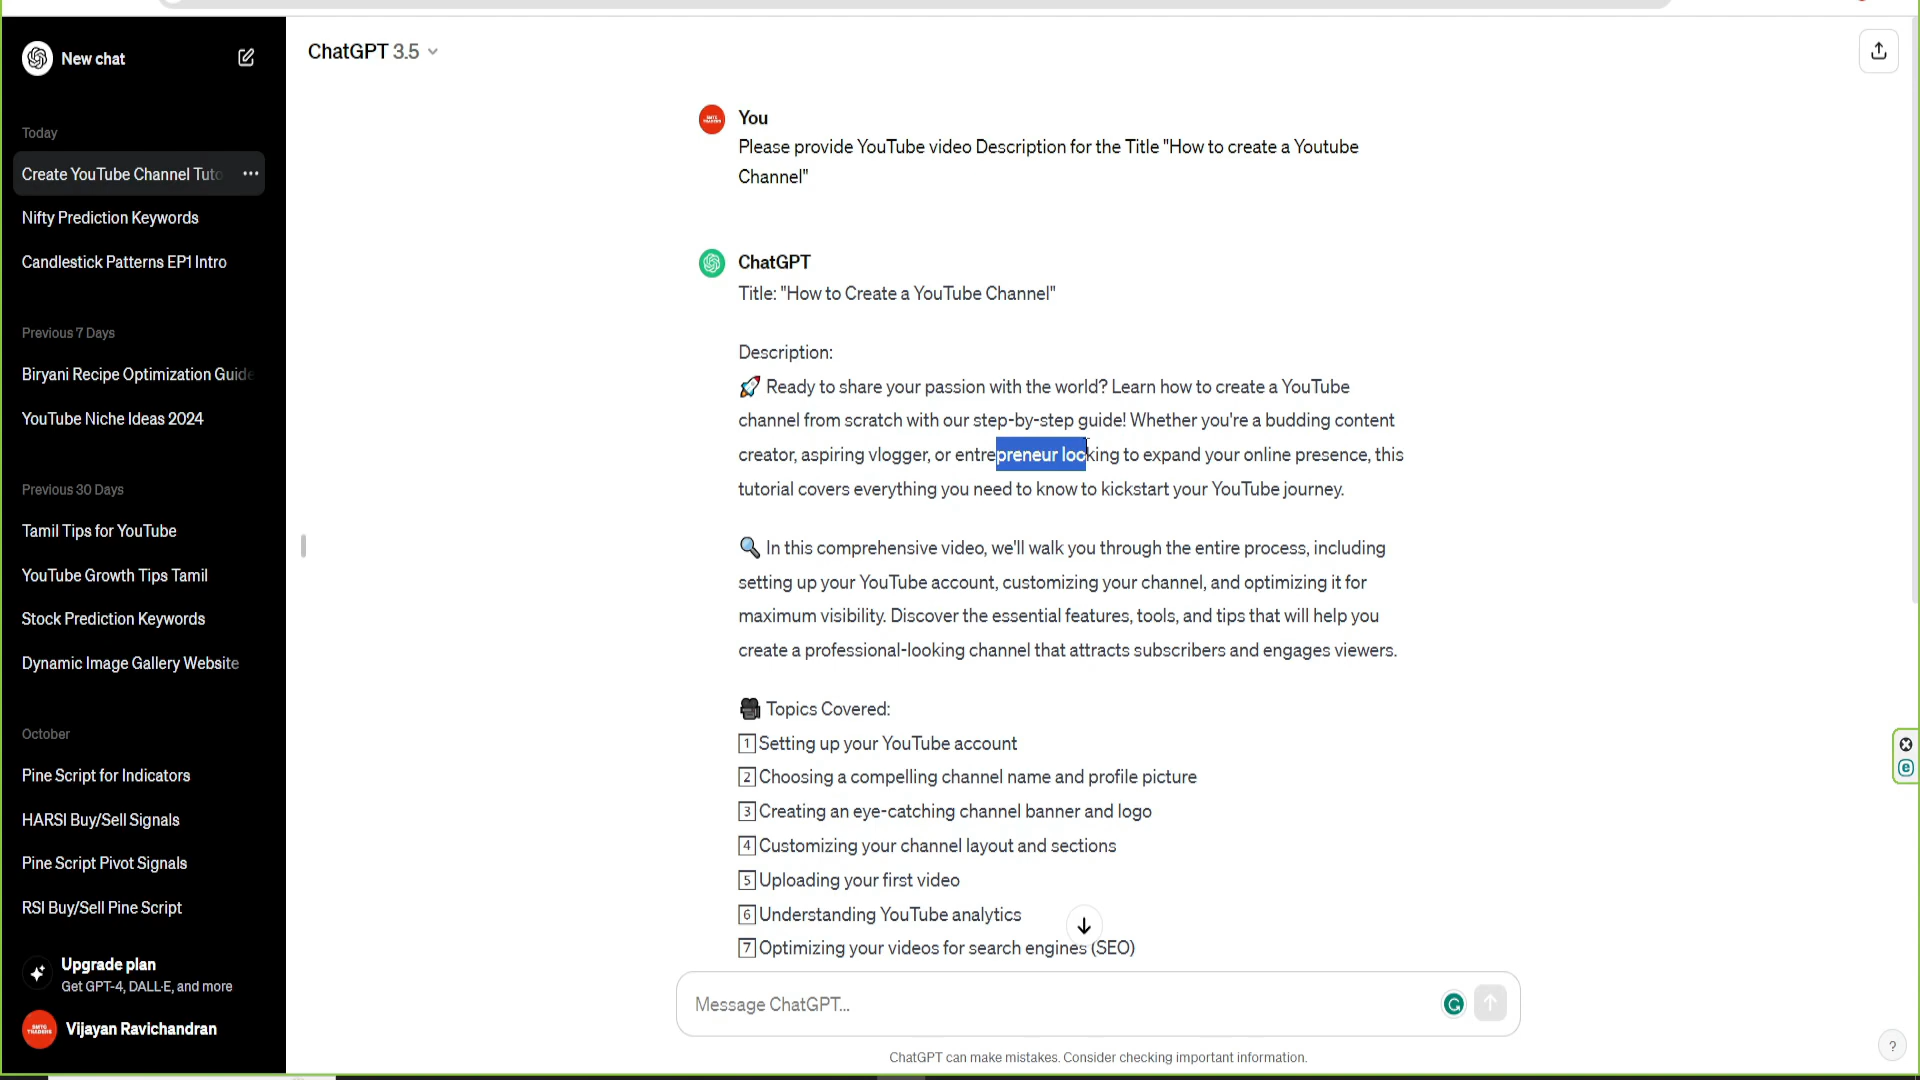 New chat
Today
Create YouTube Channel Tuto
Nifty Prediction Keywords
Candlestick Patterns EP1 Intro
Previous 7 Days
Biryani Recipe Optimization Guide
YouTube Niche Ideas 2024
Previous 30 Days
Tamil Tips for YouTube
YouTube Growth Tips Tamil
Stock Prediction Keywords
Dynamic Image Gallery Website
October
Pine Script for Indicators
HARSI Buy/Sell Signals
Pine Script Pivot Signals
RSI Buy/Sell Pine Script
Upgrade plan
Get GPT-4, DALL·E, and more
Vijayan Ravichandran
ChatGPT 3.5
You
Please provide YouTube video Description for the Title "How to create a Youtube
Channel"
ChatGPT
Title: "How to Create a YouTube Channel"
Description:
🚀 Ready to share your passion with the world? Learn how to create a YouTube
channel from scratch with our step-by-step guide! Whether you're a budding content
creator, aspiring vlogger, or entrepreneur looking to expand your online presence, this
tutorial covers everything you need to know to kickstart your YouTube journey.
🔍 In this comprehensive video, we'll walk you through the entire process, including
setting up your YouTube account, customizing your channel, and optimizing it for
maximum visibility. Discover the essential features, tools, and tips that will help you
create a professional-looking channel that attracts subscribers and engages viewers.
🎥 Topics Covered:
1 Setting up your YouTube account
2 Choosing a compelling channel name and profile picture
3 Creating an eye-catching channel banner and logo
4 Customizing your channel layout and sections
5 Uploading your first video
6 Understanding YouTube analytics
7 Optimizing your videos for search engines (SEO)
Message ChatGPT...
ChatGPT can make mistakes. Consider checking important information.
?